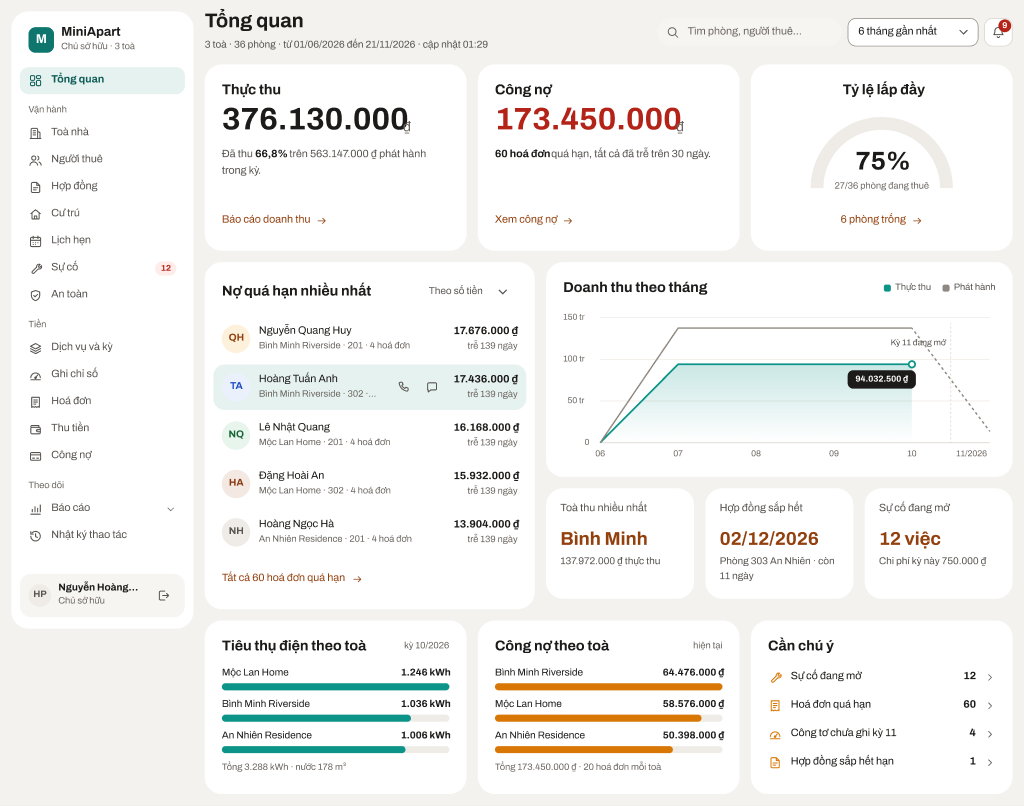 M
MiniApart
Chủ sở hữu · 3 toà
Tổng quan
Vận hành
Toà nhà
Người thuê
Hợp đồng
Cư trú
Lịch hẹn
Sự cố
12
An toàn
Tiền
Dịch vụ và kỳ
Ghi chỉ số
Hoá đơn
Thu tiền
Công nợ
Theo dõi
Báo cáo
Nhật ký thao tác
HP
Nguyễn Hoàng...
Chủ sở hữu
Tổng quan
3 toà · 36 phòng · từ 01/06/2026 đến 21/11/2026 · cập nhật 01:29
Tìm phòng, người thuê...
6 tháng gần nhất
9
Thực thu
376.130.000₫
Đã thu 66,8% trên 563.147.000 ₫ phát hành
trong kỳ.
Báo cáo doanh thu →
Công nợ
173.450.000₫
60 hoá đơn quá hạn, tất cả đã trễ trên 30 ngày.
Xem công nợ →
Tỷ lệ lấp đầy
75%
27/36 phòng đang thuê
6 phòng trống →
Nợ quá hạn nhiều nhất
Theo số tiền
QH
Nguyễn Quang Huy
17.676.000 ₫
Bình Minh Riverside · 201 · 4 hoá đơn
trễ 139 ngày
TA
Hoàng Tuấn Anh
17.436.000 ₫
Bình Minh Riverside · 302 ·...
trễ 139 ngày
NQ
Lê Nhật Quang
16.168.000 ₫
Mộc Lan Home · 201 · 4 hoá đơn
trễ 139 ngày
HA
Đặng Hoài An
15.932.000 ₫
Mộc Lan Home · 302 · 4 hoá đơn
trễ 139 ngày
NH
Hoàng Ngọc Hà
13.904.000 ₫
An Nhiên Residence · 201 · 4 hoá đơn
trễ 139 ngày
Tất cả 60 hoá đơn quá hạn →
Doanh thu theo tháng
Thực thu
Phát hành
150 tr
100 tr
50 tr
0
Kỳ 11 đang mở
94.032.500 ₫
06
07
08
09
10
11/2026
Toà thu nhiều nhất
Bình Minh
137.972.000 ₫ thực thu
Hợp đồng sắp hết
02/12/2026
Phòng 303 An Nhiên · còn
11 ngày
Sự cố đang mở
12 việc
Chi phí kỳ này 750.000 ₫
Tiêu thụ điện theo toà
kỳ 10/2026
Mộc Lan Home
1.246 kWh
Bình Minh Riverside
1.036 kWh
An Nhiên Residence
1.006 kWh
Tổng 3.288 kWh · nước 178 m³
Công nợ theo toà
hiện tại
Bình Minh Riverside
64.476.000 ₫
Mộc Lan Home
58.576.000 ₫
An Nhiên Residence
50.398.000 ₫
Tổng 173.450.000 ₫ · 20 hoá đơn mỗi toà
Cần chú ý
Sự cố đang mở
12
Hoá đơn quá hạn
60
Công tơ chưa ghi kỳ 11
4
Hợp đồng sắp hết hạn
1